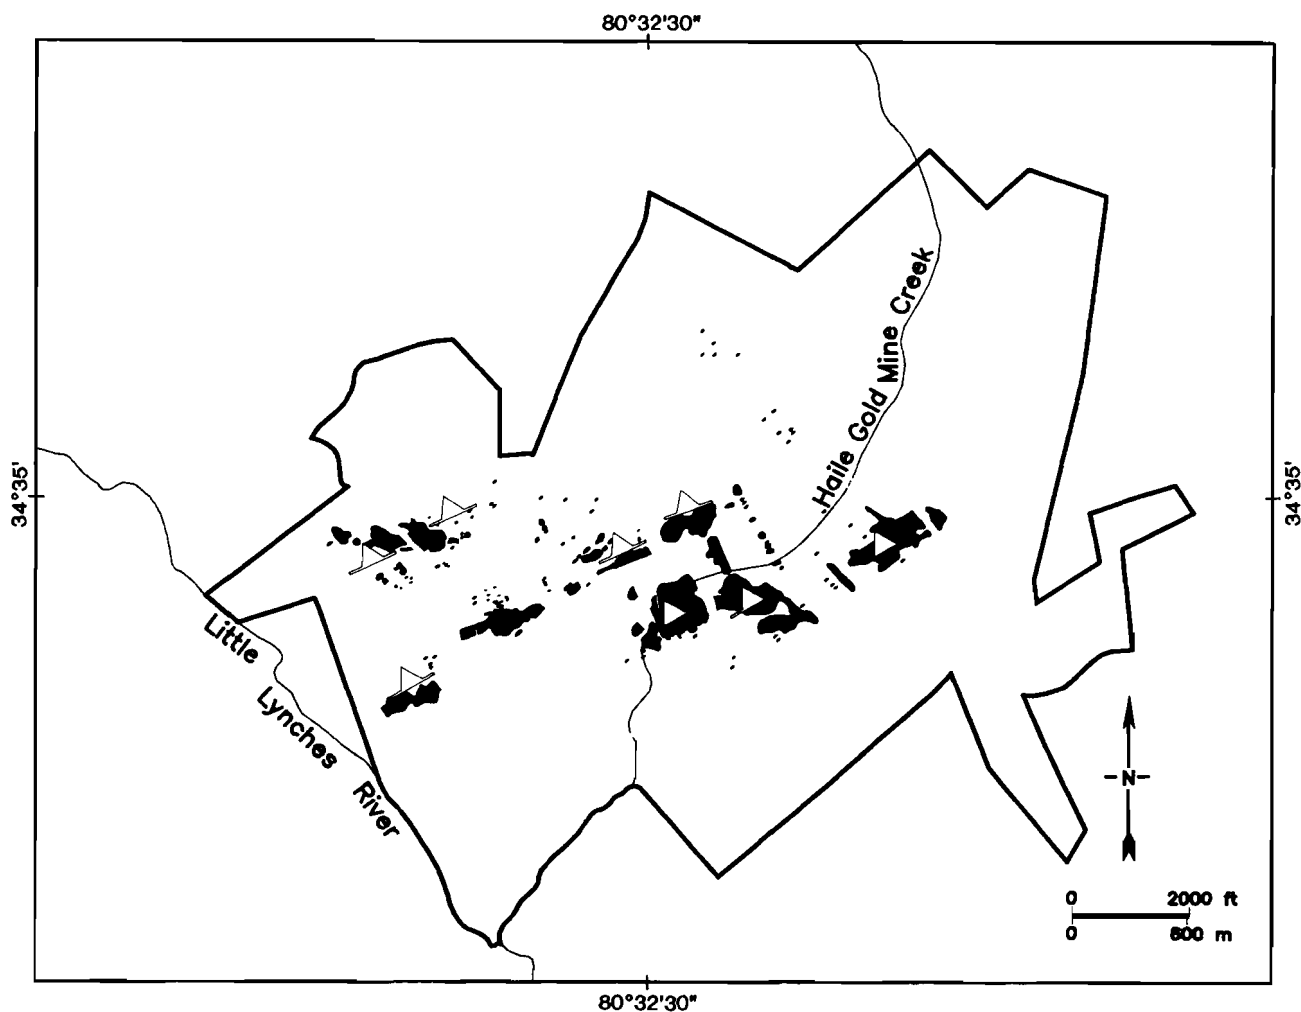 80°32'30"
Haile Gold Mine Creek
34°35'
34°35'
Little Lynches River
N
0 2000 ft
0 600 m
80°32'30"